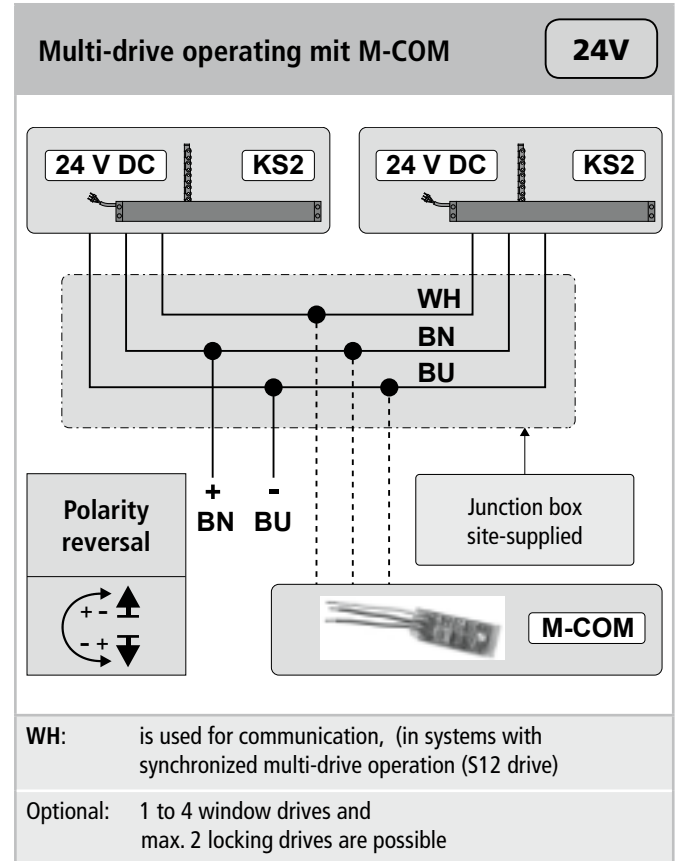 Multi-drive operating mit M-COM
24V
24 V DC
KS2
24 V DC
KS2
WH
BN
BU
+
-
BN
BU
Polarity
reversal
+ -
- +
Junction box
site-supplied
M-COM
WH: is used for communication, (in systems with
synchronized multi-drive operation (S12 drive)
Optional: 1 to 4 window drives and
max. 2 locking drives are possible